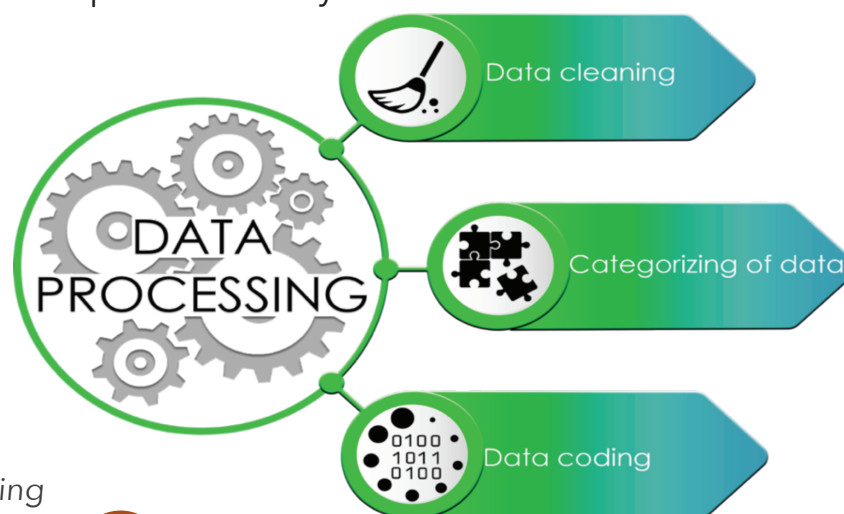 Data cleaning
DATA
PROCESSING
Categorizing of data
0100
1011
0100
Data coding
ing